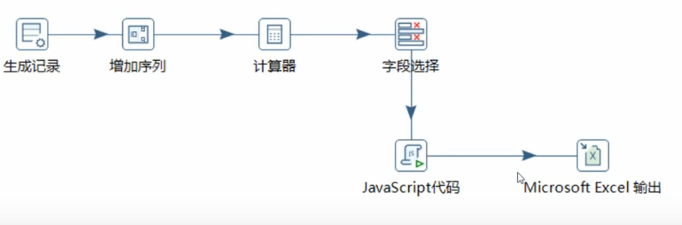 生成记录
增加序列
计算器
字段选择
JavaScript代码
Microsoft Excel 输出